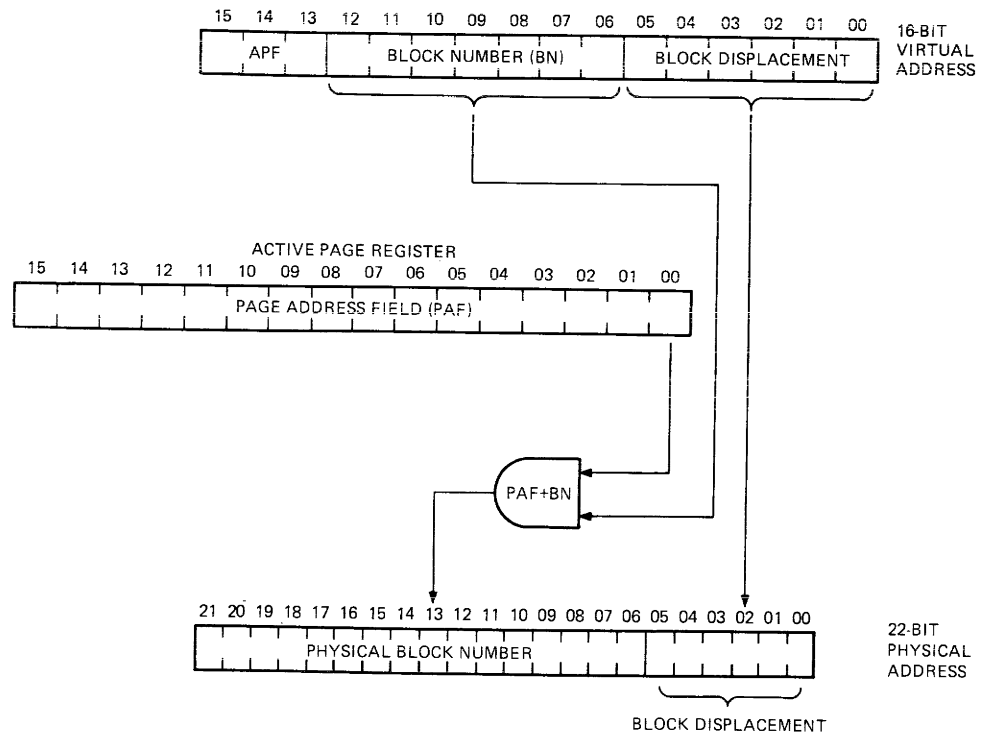 15 14 13 12 11 10 09 08 07 06 05 04 03 02 01 00
16-BIT
VIRTUAL
ADDRESS
APF BLOCK NUMBER (BN) BLOCK DISPLACEMENT
ACTIVE PAGE REGISTER
15 14 13 12 11 10 09 08 07 06 05 04 03 02 01 00
PAGE ADDRESS FIELD (PAF)
PAF+BN
21 20 19 18 17 16 15 14 13 12 11 10 09 08 07 06 05 04 03 02 01 00
22-BIT
PHYSICAL
ADDRESS
PHYSICAL BLOCK NUMBER
BLOCK DISPLACEMENT